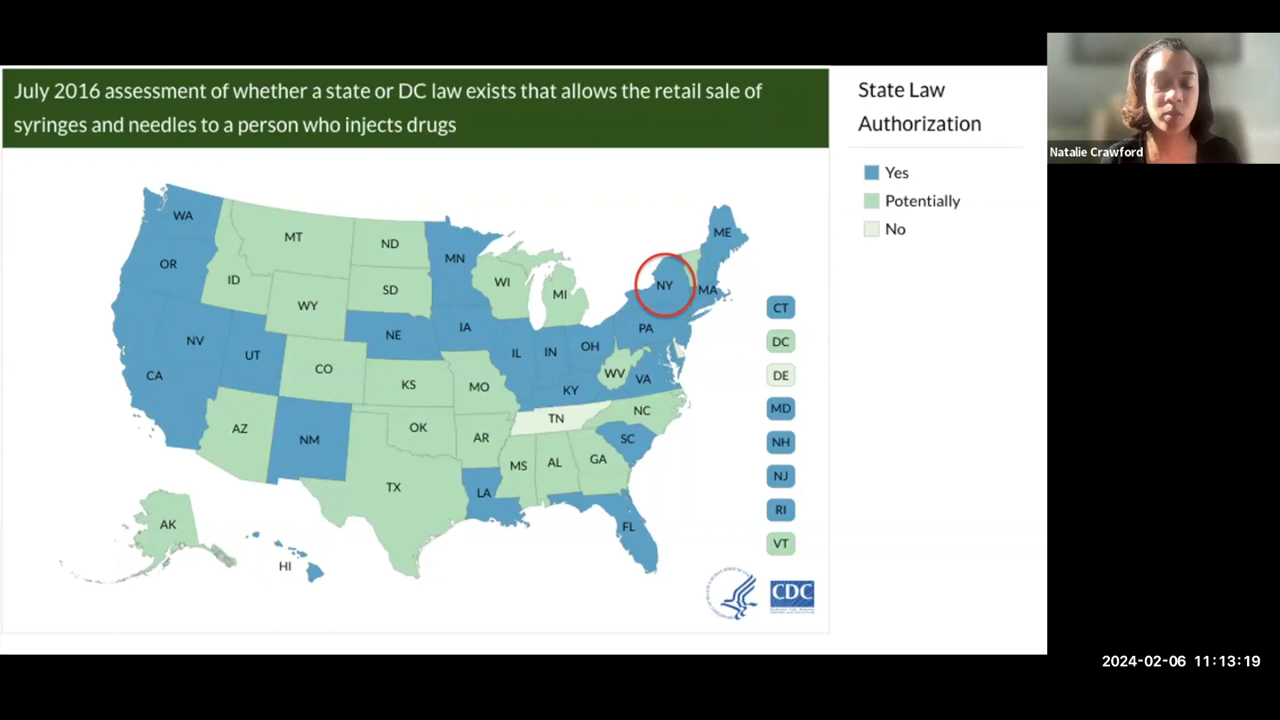 July 2016 assessment of whether a state or DC law exists that allows the retail sale of
syringes and needles to a person who injects drugs
State Law
Authorization
Yes
Potentially
No
Natalie Crawford
WA
MT
ND
MN
ME
OR
ID
SD
WI
MI
NY
MA
WY
CT
NV
UT
NE
IA
IL
IN
OH
PA
DC
CA
CO
KS
MO
KY
WV
VA
DE
AZ
NM
OK
AR
TN
NC
MD
SC
NH
TX
LA
MS
AL
GA
NJ
AK
FL
RI
HI
VT
CDC
2024-02-06 11:13:19